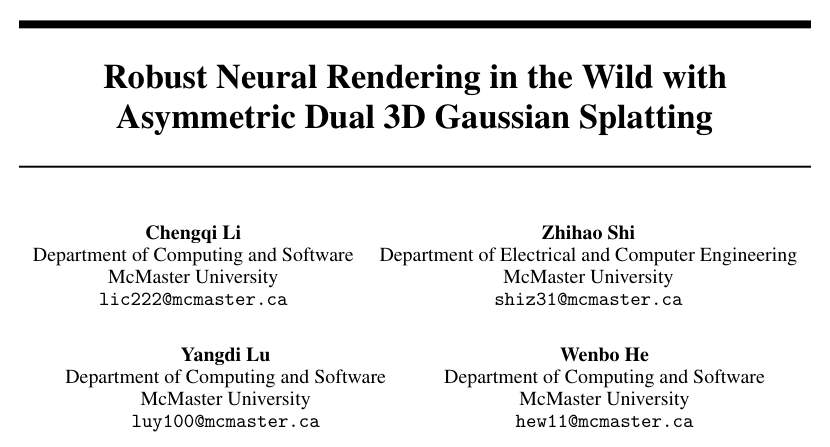 Robust Neural Rendering in the Wild with
Asymmetric Dual 3D Gaussian Splatting
Chengqi Li
Department of Computing and Software
McMaster University
lic222@mcmaster.ca
Zhihao Shi
Department of Electrical and Computer Engineering
McMaster University
shiz31@mcmaster.ca
Yangdi Lu
Department of Computing and Software
McMaster University
luy100@mcmaster.ca
Wenbo He
Department of Computing and Software
McMaster University
hew11@mcmaster.ca